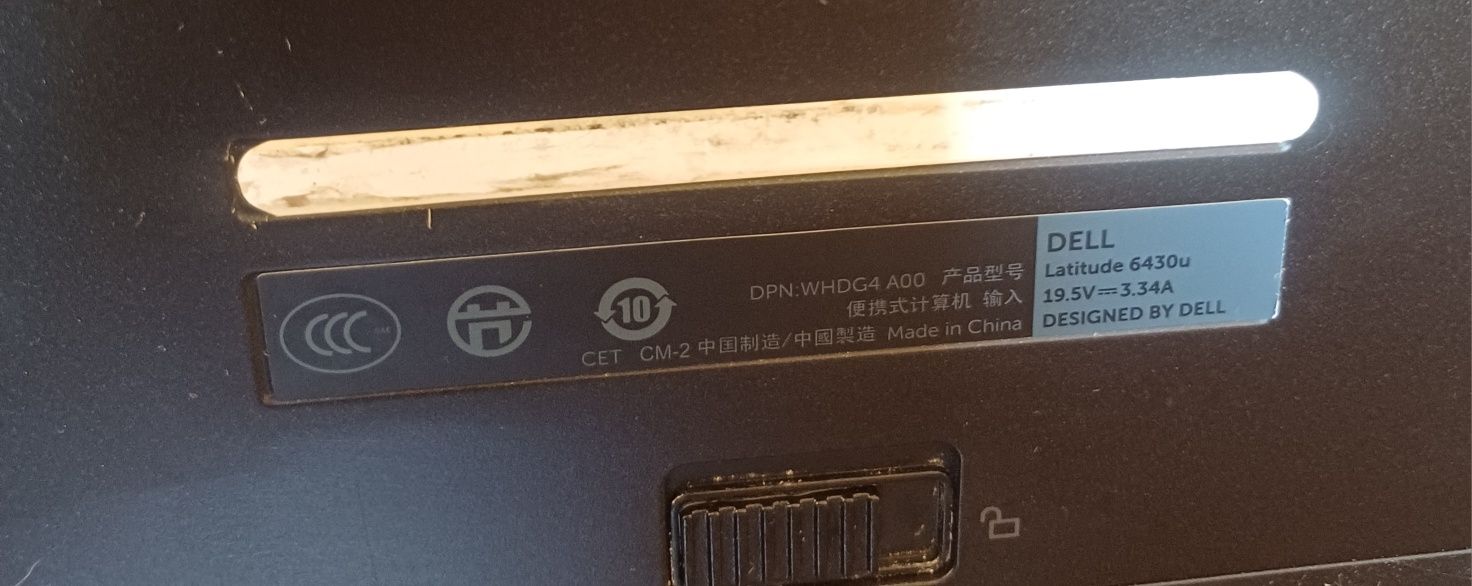 CCC
节
10
DPN:WHDG4 A00 产品型号
便携式计算机 输入
CET CM-2 中国制造/中國製造 Made in China
DELL
Latitude 6430u
19.5V⎓3.34A
DESIGNED BY DELL